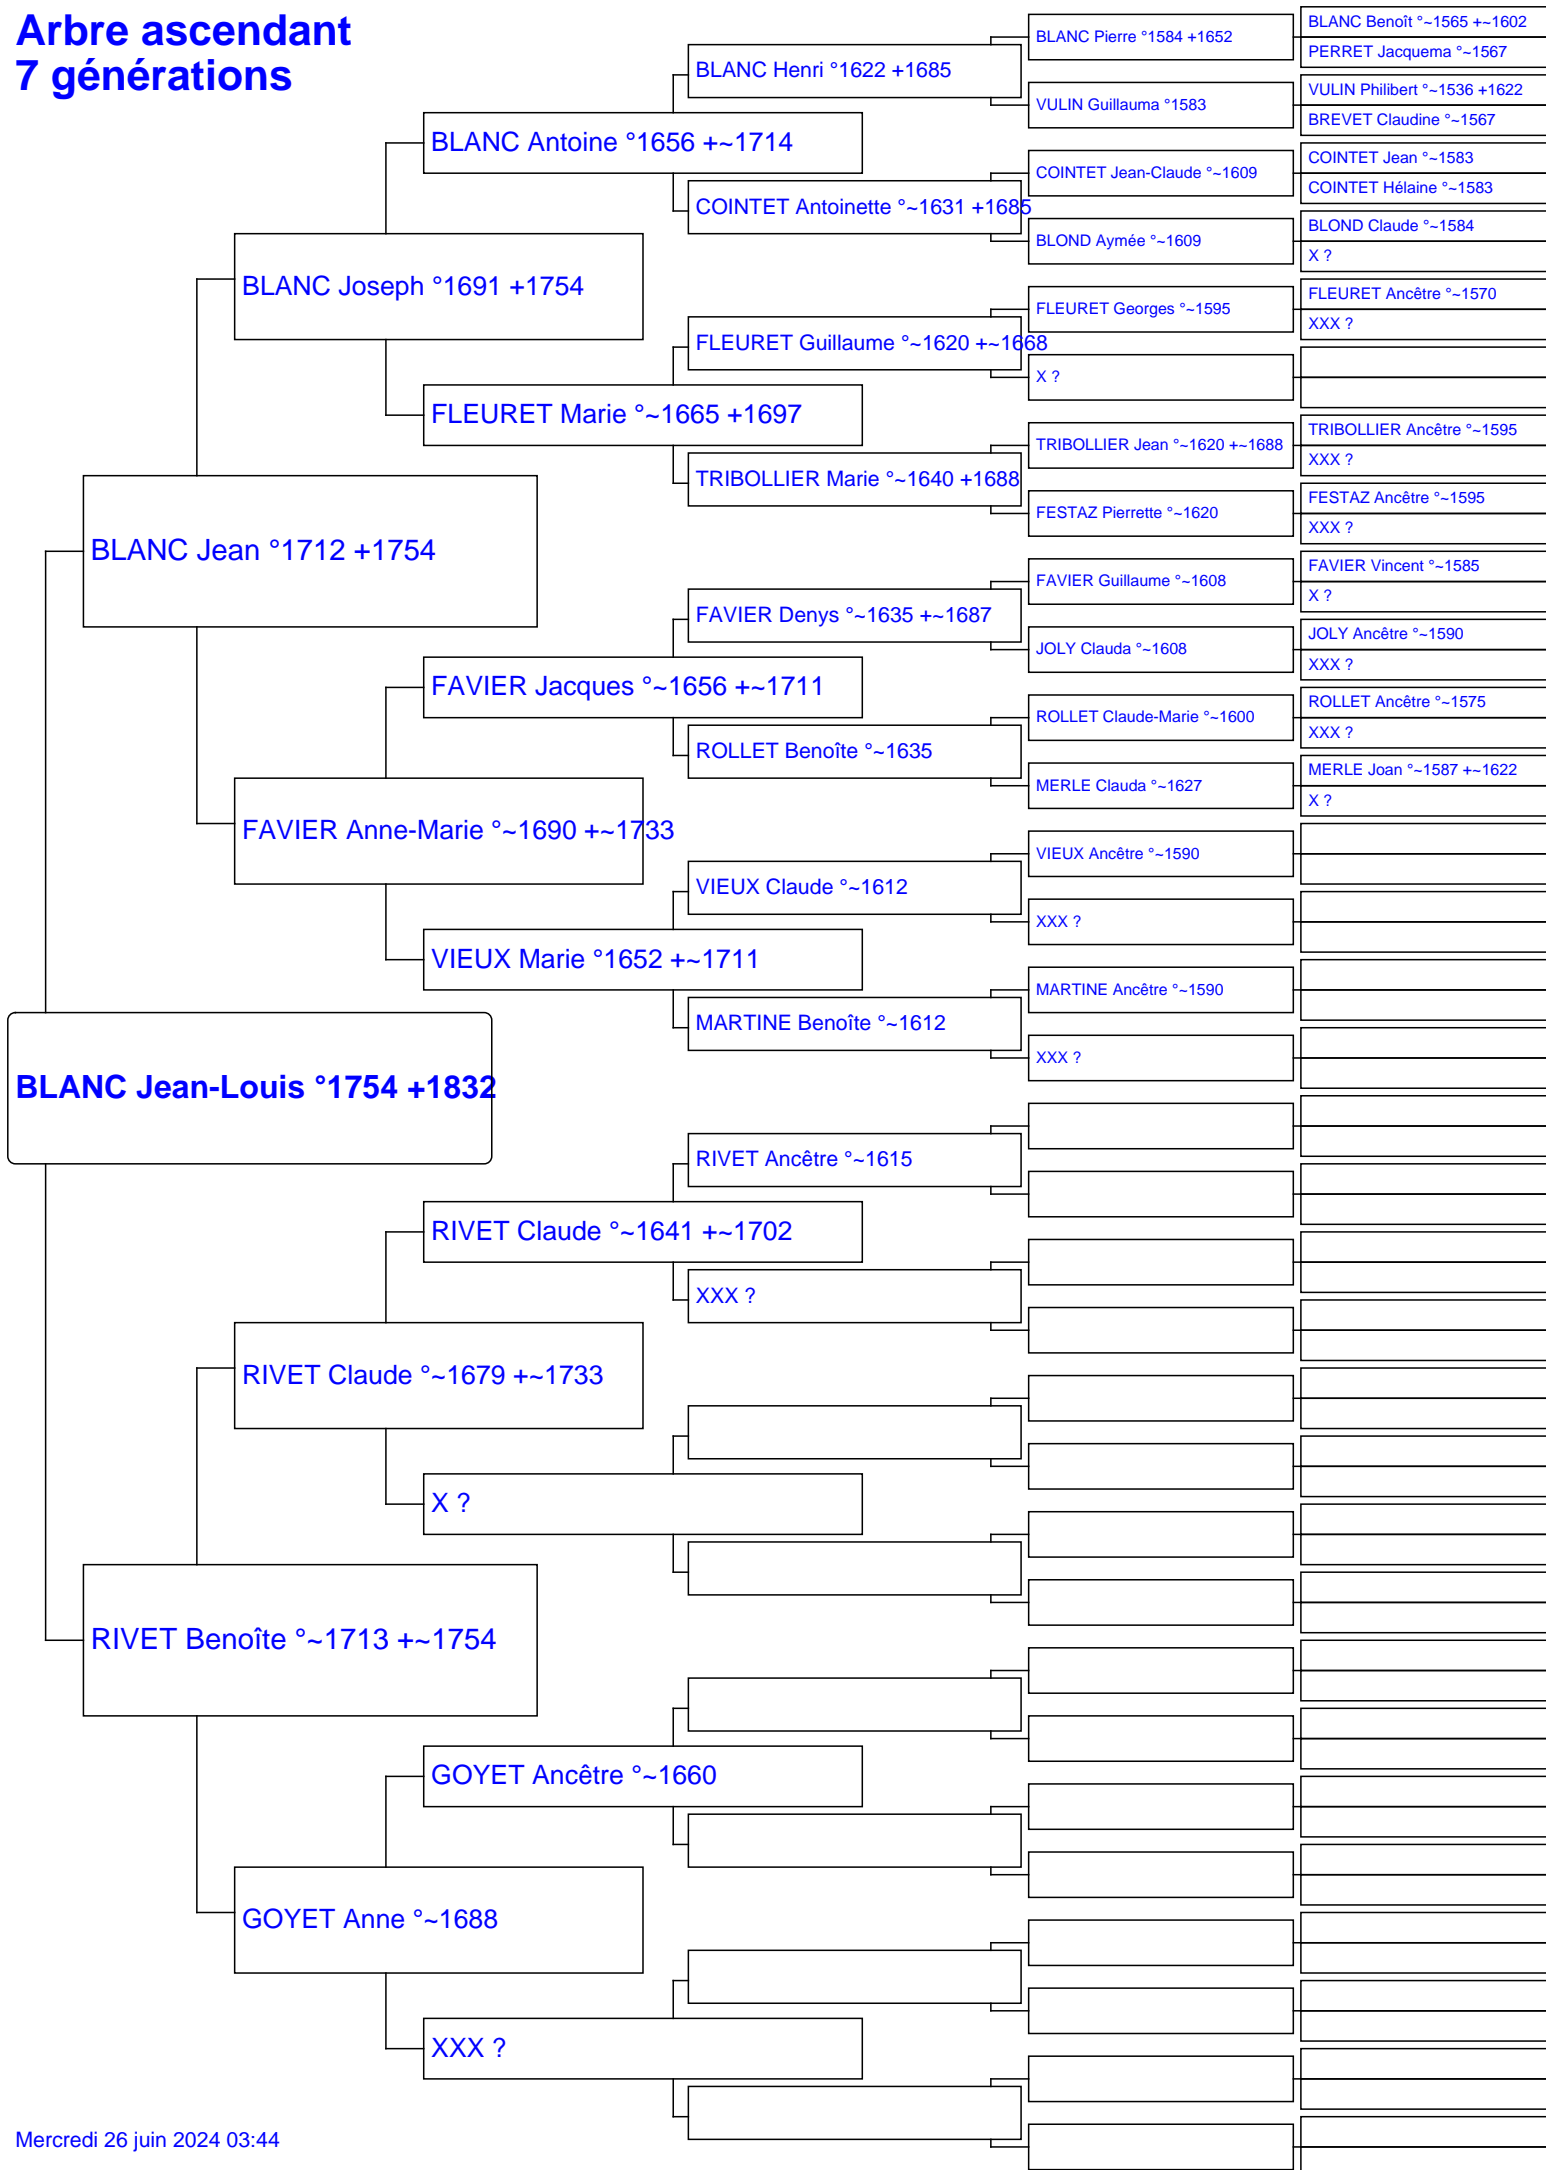 Arbre ascendant
7 générations
BLANC Jean-Louis °1754 +1832
BLANC Jean °1712 +1754
RIVET Benoîte °~1713 +~1754
BLANC Joseph °1691 +1754
FAVIER Anne-Marie °~1690 +~1733
RIVET Claude °~1679 +~1733
GOYET Anne °~1688
BLANC Antoine °1656 +~1714
FLEURET Marie °~1665 +1697
FAVIER Jacques °~1656 +~1711
VIEUX Marie °1652 +~1711
RIVET Claude °~1641 +~1702
X ?
GOYET Ancêtre °~1660
XXX ?
BLANC Henri °1622 +1685
COINTET Antoinette °~1631 +1685
FLEURET Guillaume °~1620 +~1668
TRIBOLLIER Marie °~1640 +1688
FAVIER Denys °~1635 +~1687
ROLLET Benoîte °~1635
VIEUX Claude °~1612
MARTINE Benoîte °~1612
RIVET Ancêtre °~1615
XXX ?
BLANC Pierre °1584 +1652
VULIN Guillauma °1583
COINTET Jean-Claude °~1609
BLOND Aymée °~1609
FLEURET Georges °~1595
X ?
TRIBOLLIER Jean °~1620 +~1688
FESTAZ Pierrette °~1620
FAVIER Guillaume °~1608
JOLY Clauda °~1608
ROLLET Claude-Marie °~1600
MERLE Clauda °~1627
VIEUX Ancêtre °~1590
XXX ?
MARTINE Ancêtre °~1590
XXX ?
BLANC Benoît °~1565 +~1602
PERRET Jacquema °~1567
VULIN Philibert °~1536 +1622
BREVET Claudine °~1567
COINTET Jean °~1583
COINTET Hélaine °~1583
BLOND Claude °~1584
X ?
FLEURET Ancêtre °~1570
XXX ?
TRIBOLLIER Ancêtre °~1595
XXX ?
FESTAZ Ancêtre °~1595
XXX ?
FAVIER Vincent °~1585
X ?
JOLY Ancêtre °~1590
XXX ?
ROLLET Ancêtre °~1575
XXX ?
MERLE Joan °~1587 +~1622
X ?
Mercredi 26 juin 2024 03:44